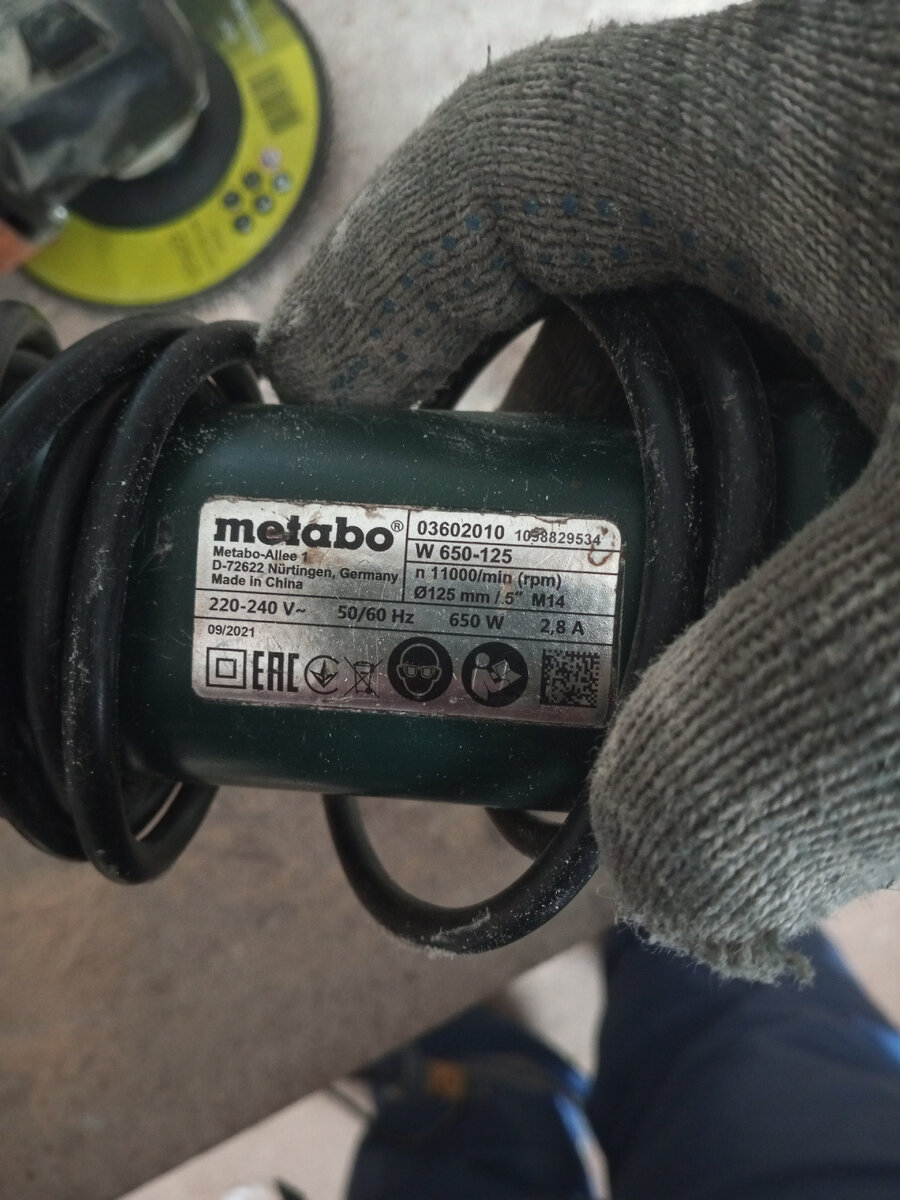 metabo®
Metabo-Allee 1
D-72622 Nürtingen, Germany
Made in China
03602010 1098829534
W 650-125
n 11000/min (rpm)
Ø125 mm / 5" M14
220-240 V~ 50/60 Hz 650 W 2,8 A
09/2021
EAC